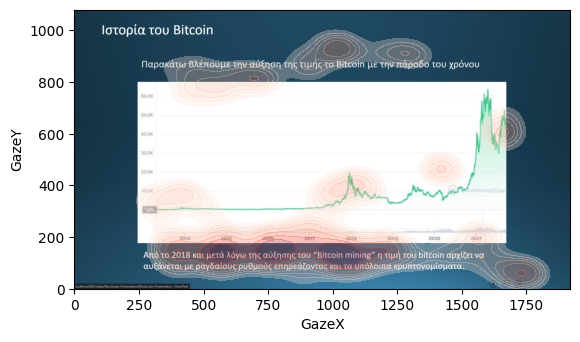 Ιστορία του Bitcoin
Παρακάτω Βλέπουμε την αύξηση της τιμής το Bitcoin με την πάροδο του χρόνου
Από το 2018 και μετά λόγω της αύξησης του "Bitcoin mining" η τιμή του bitcoin αρχίζει να
αυξάνεται με ραγδαίους ρυθμούς επηρεάζοντας και τα υπόλοιπα κρυπτονομίσματα.
GazeY
1000
800
600
400
200
0
0
250
500
750
1000
1250
1500
1750
GazeX